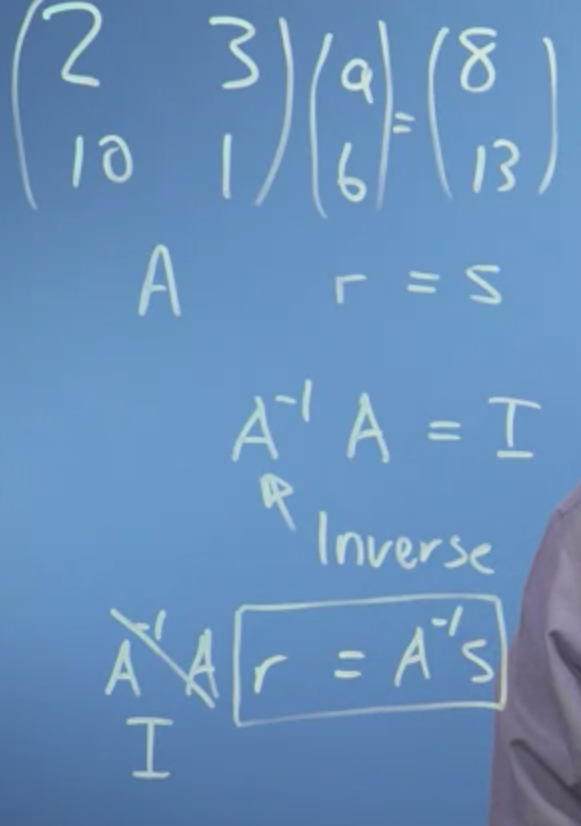 (2 3) (a) = (8)
(10 1) (b) (13)
A r = s
A⁻¹ A = I
Inverse
A⁻¹ A r = A⁻¹ s
I